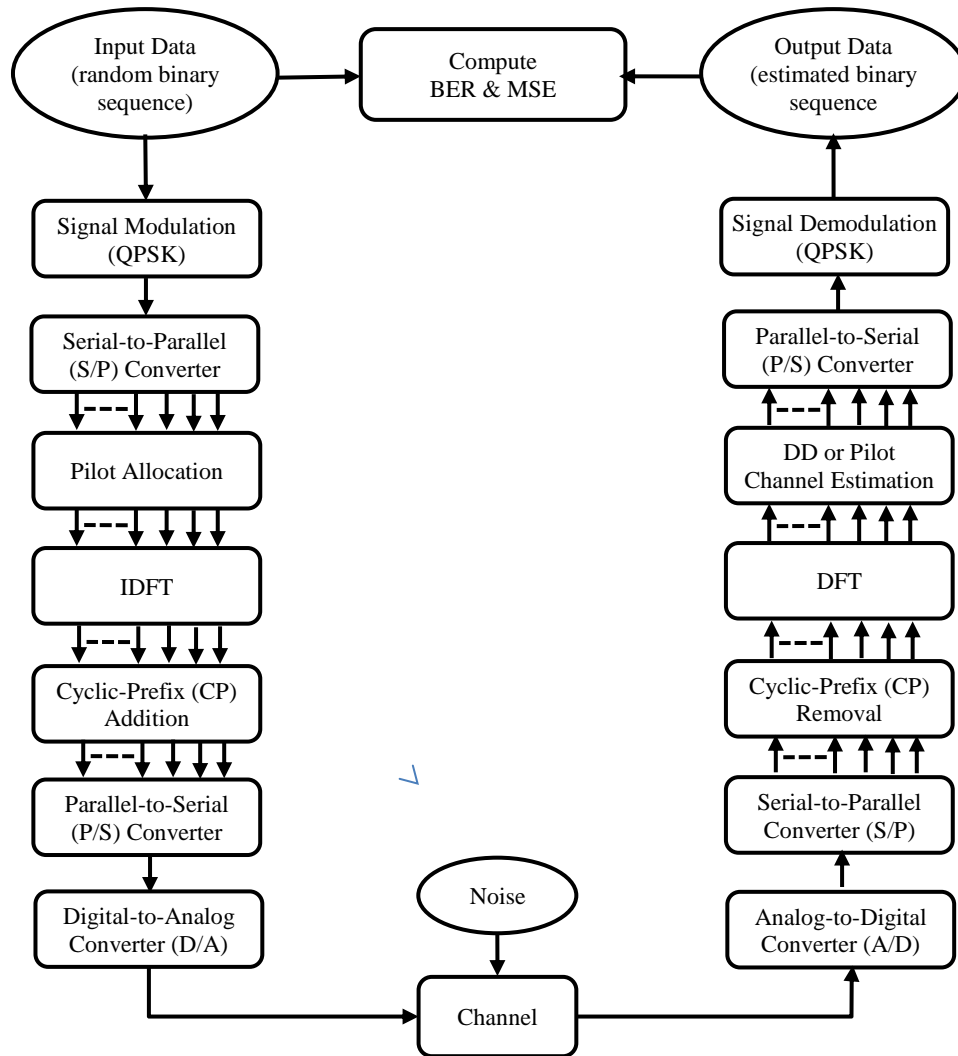 Input Data
(random binary
sequence)
Compute
BER & MSE
Output Data
(estimated binary
sequence
Signal Modulation
(QPSK)
Serial-to-Parallel
(S/P) Converter
Pilot Allocation
IDFT
Cyclic-Prefix (CP)
Addition
Parallel-to-Serial
(P/S) Converter
Digital-to-Analog
Converter (D/A)
Noise
Channel
Analog-to-Digital
Converter (A/D)
Serial-to-Parallel
Converter (S/P)
Cyclic-Prefix (CP)
Removal
DFT
DD or Pilot
Channel Estimation
Parallel-to-Serial
(P/S) Converter
Signal Demodulation
(QPSK)